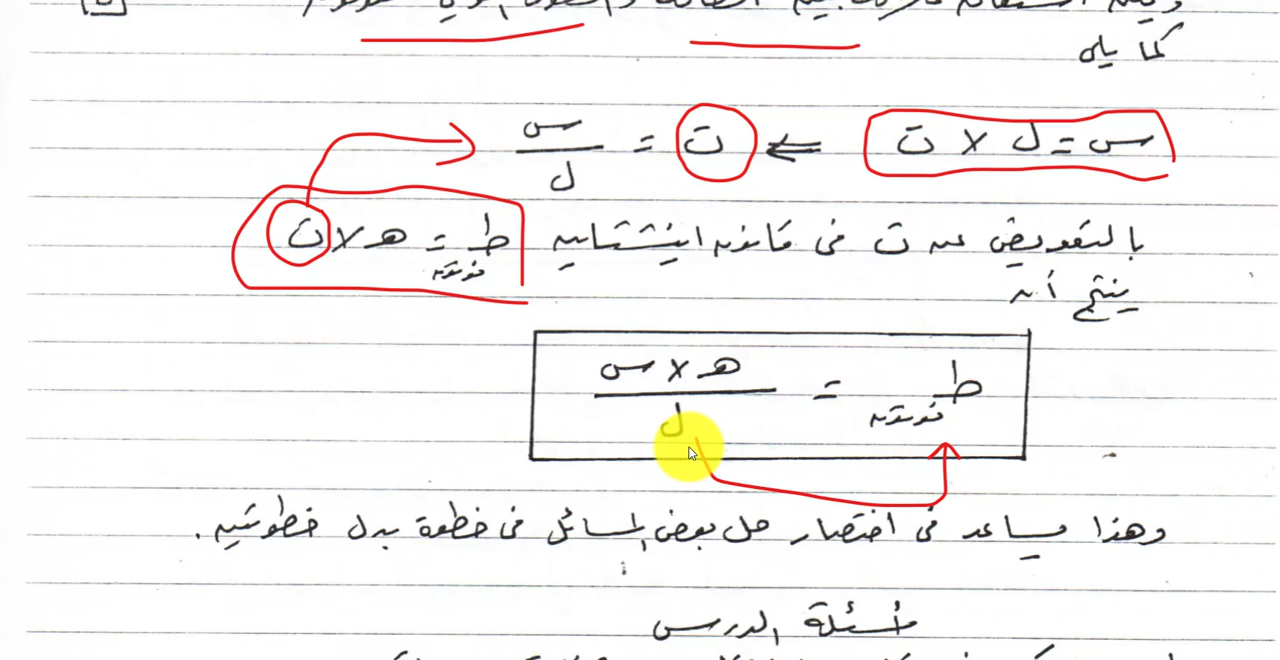 كما يلي
س = ل × ت ⇐ ت = س / ل
بالتعويض عن ت في قانون اينشتاين ط فوتون = هـ × ت
ينتج أن
ط فوتون = هـ × س / ل
وهذا يساعد في اختصار حل بعض المسائل في خطوة بدل خطوتين.
أسئلة الدرس